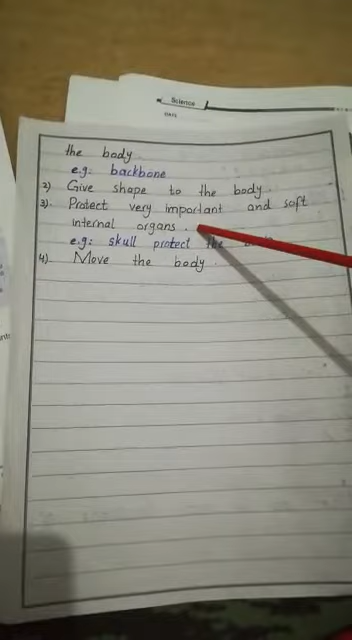 Science
DATE
the body
e.g. backbone
2) Give shape to the body.
3). Protect very important and soft
internal organs.
e.g: skull protect the
4) Move the body.